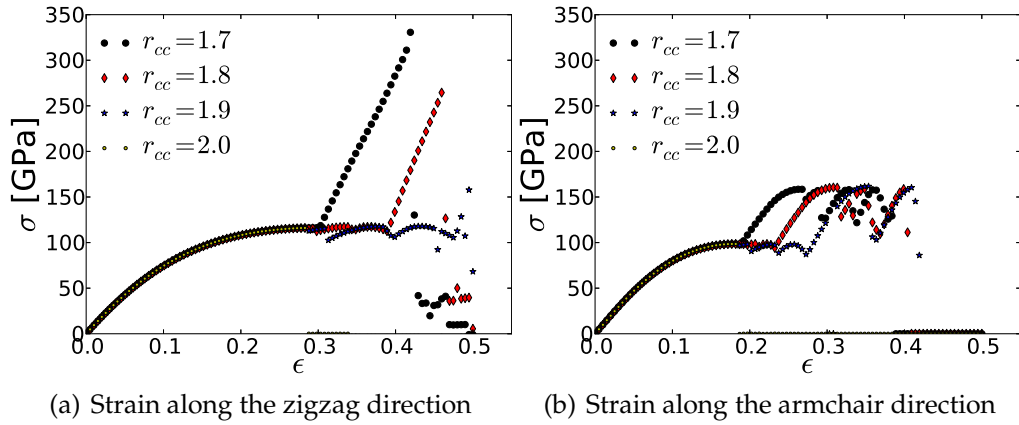 350
300
250
200
150
100
50
0
σ [GPa]
r_cc=1.7
r_cc=1.8
r_cc=1.9
r_cc=2.0
0.0 0.1 0.2 0.3 0.4 0.5
ϵ
(a) Strain along the zigzag direction
350
300
250
200
150
100
50
0
σ [GPa]
r_cc=1.7
r_cc=1.8
r_cc=1.9
r_cc=2.0
0.0 0.1 0.2 0.3 0.4 0.5
ϵ
(b) Strain along the armchair direction